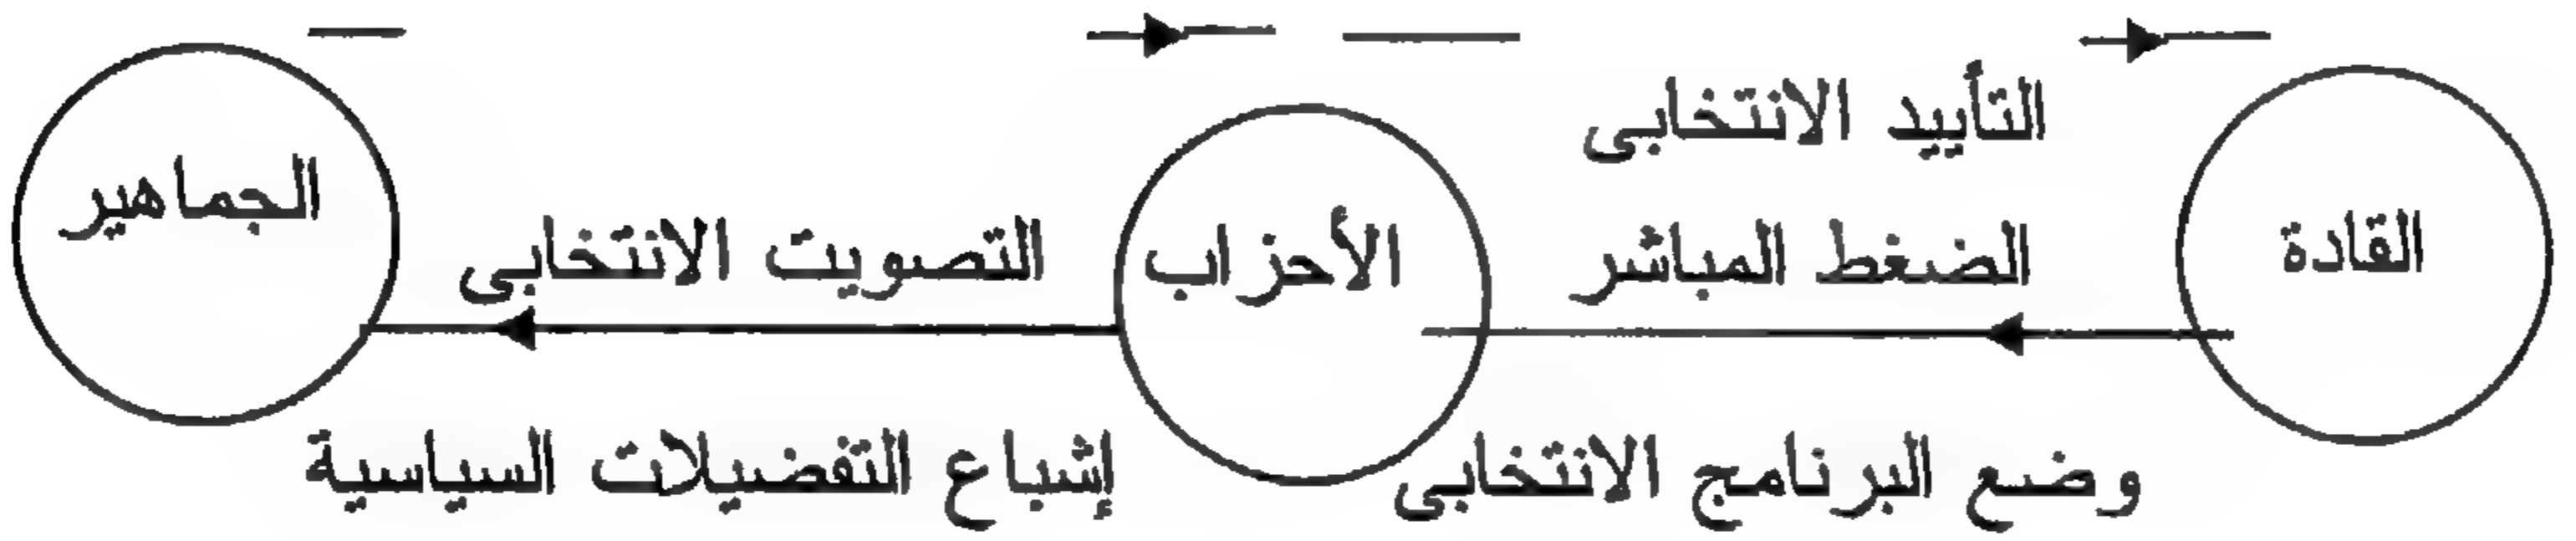 التأييد الانتخابى
الجماهير
القادة
الأحزاب
الضغط المباشر
التصويت الانتخابى
وضع البرنامج الانتخابى
إشباع التفضيلات السياسية